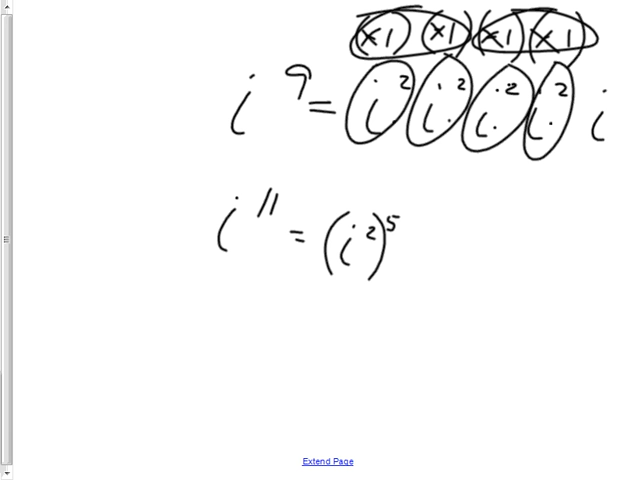 (×1) (×1) (×1) (×1)
i⁹ = i² i² i² i² i
i¹¹ = (i²)⁵
Extend Page